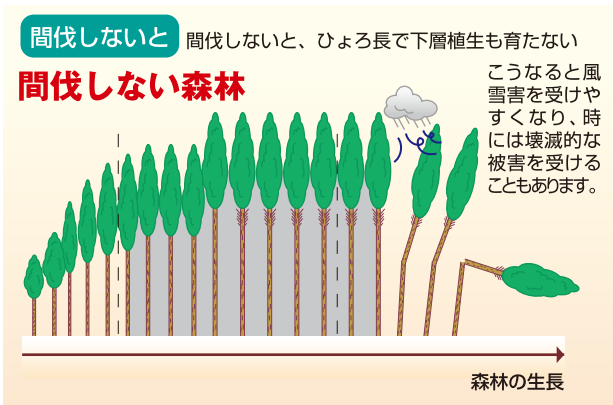 間伐しないと
間伐しないと、ひょろ長で下層植生も育たない
間伐しない森林
こうなると風
雪害を受けや
すくなり、時
には壊滅的な
被害を受ける
こともあります。
森林の生長